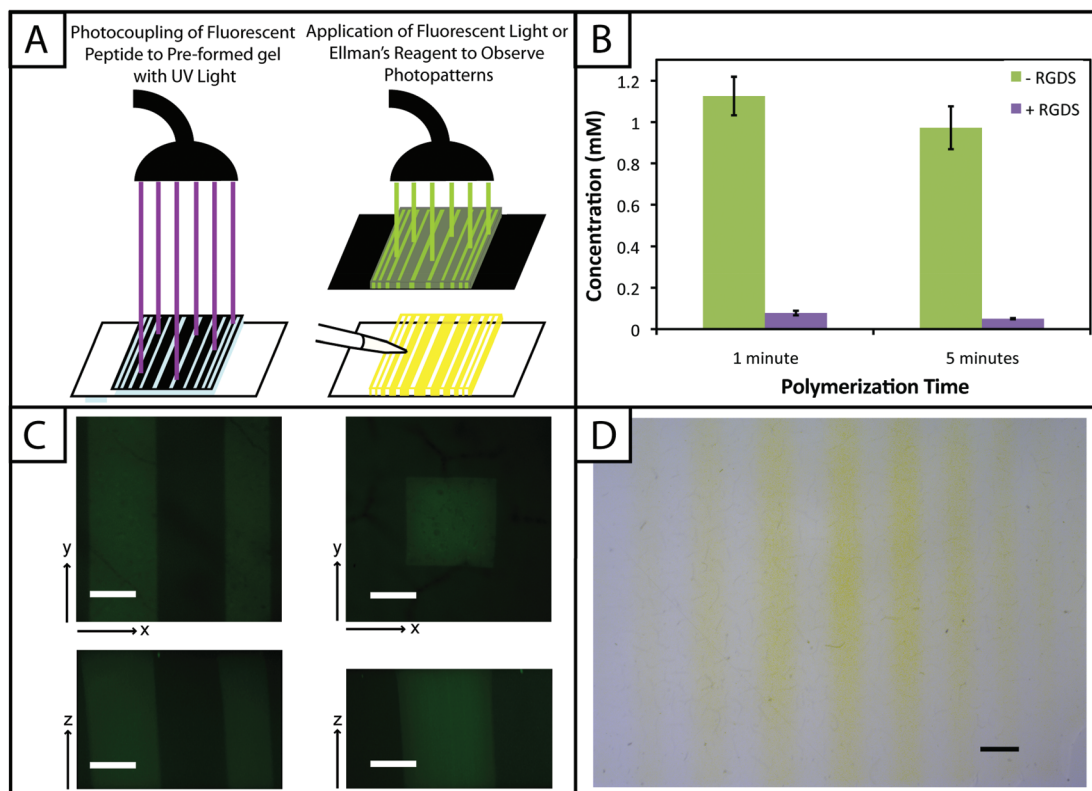 A
Photocoupling of Fluorescent
Peptide to Pre-formed gel
with UV Light
Application of Fluorescent Light or
Ellman's Reagent to Observe
Photopatterns
B
1.2
1
0.8
0.6
0.4
0.2
0
Concentration (mM)
- RGDS
+ RGDS
1 minute
5 minutes
Polymerization Time
C
y
x
y
x
z
z
D